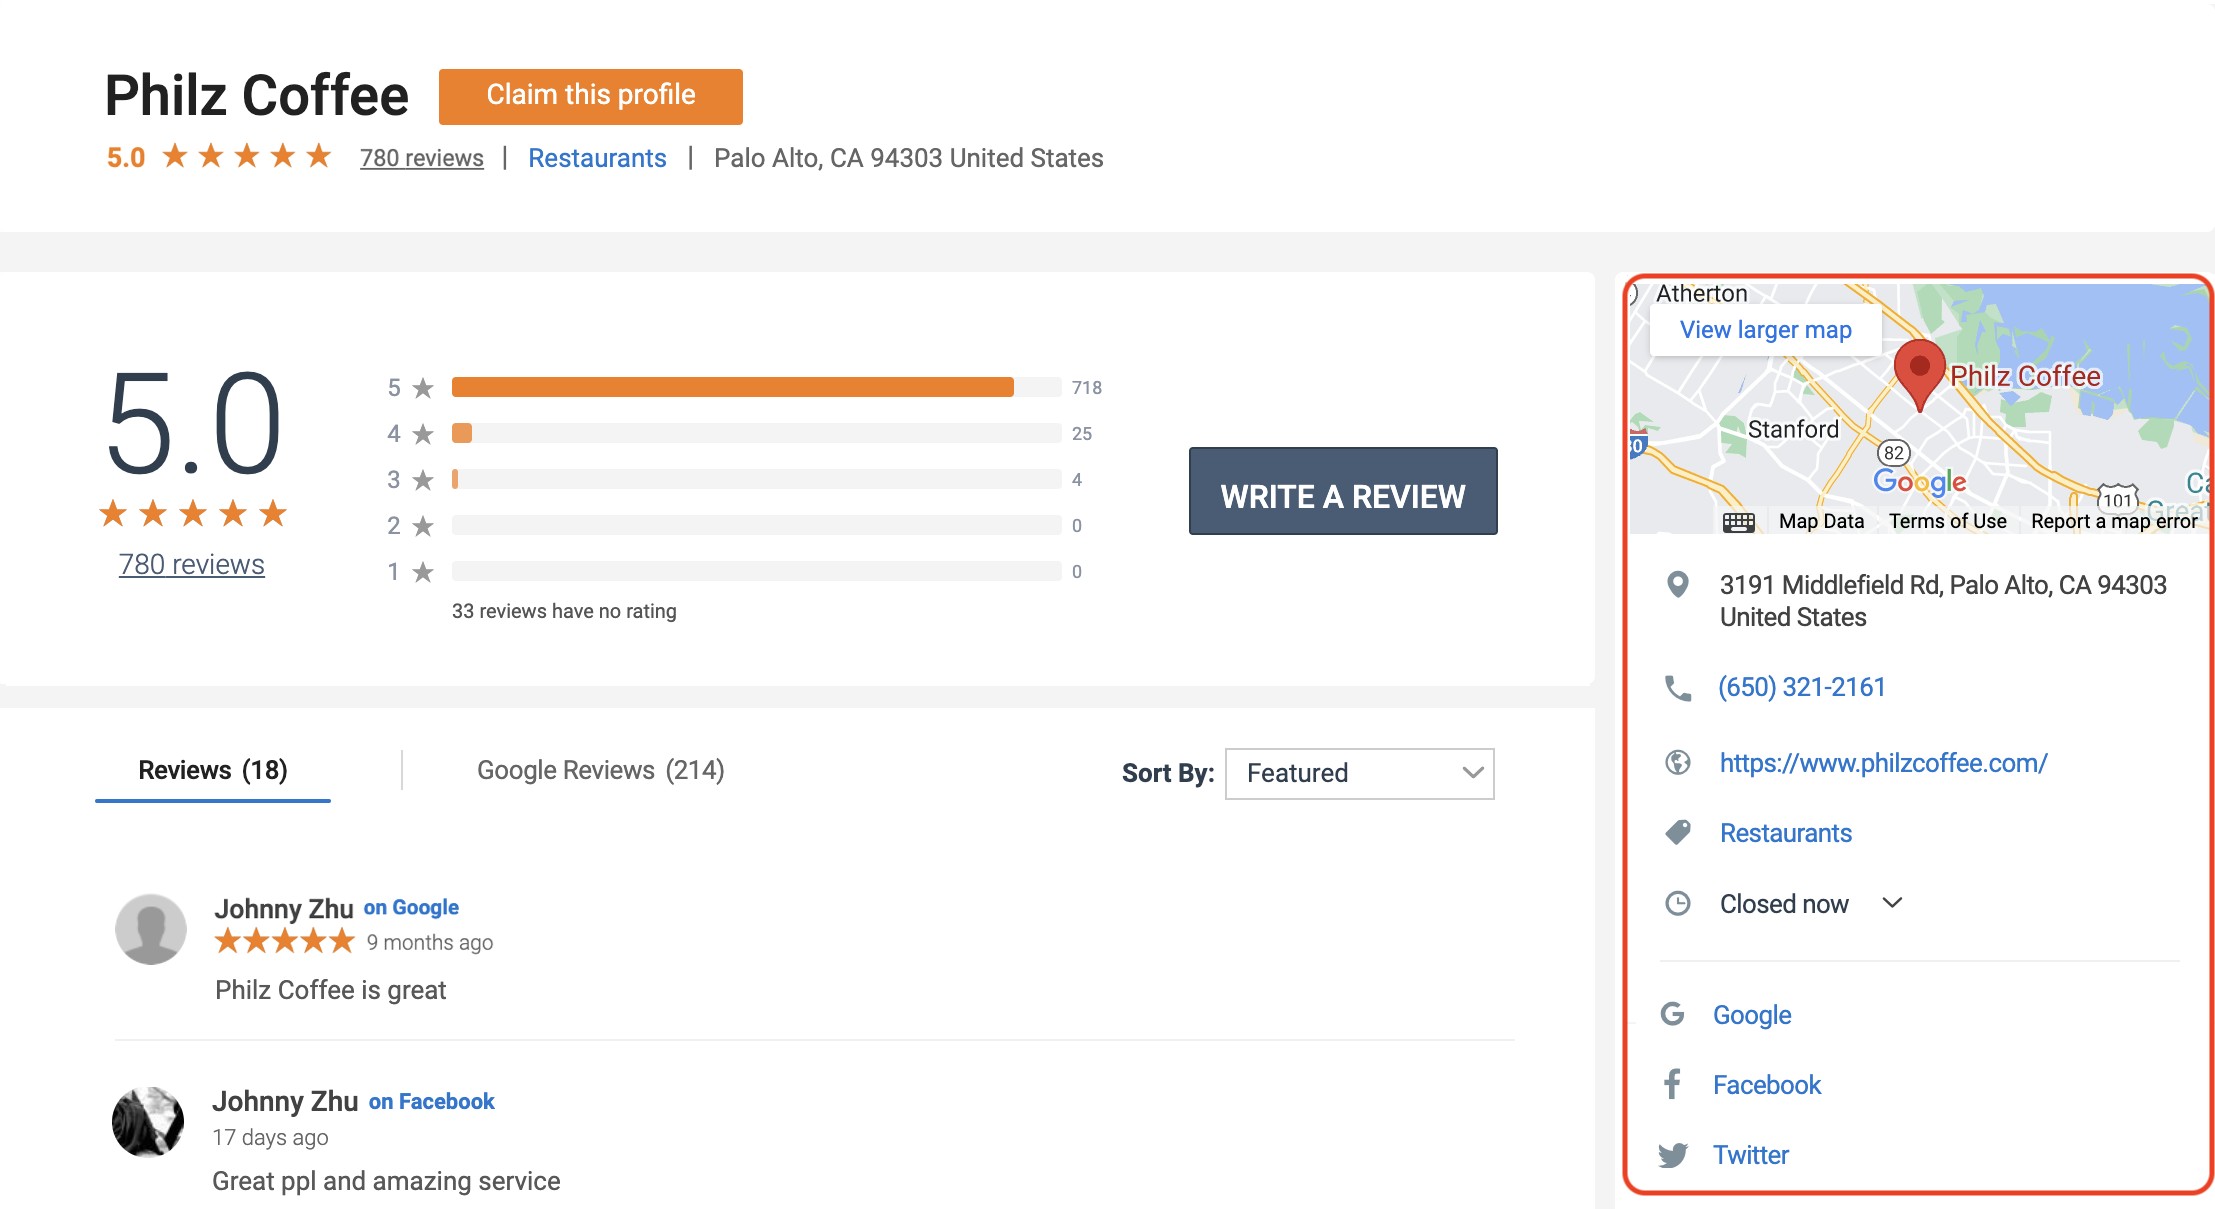 Philz Coffee
Claim this profile
5.0
780 reviews | Restaurants | Palo Alto, CA 94303 United States
5.0
780 reviews
5 718
4 25
3 4
2 0
1 0
33 reviews have no rating
WRITE A REVIEW
Reviews (18)
Google Reviews (214)
Sort By: Featured
Johnny Zhu on Google
9 months ago
Philz Coffee is great
Johnny Zhu on Facebook
17 days ago
Great ppl and amazing service
Atherton
View larger map
Philz Coffee
Stanford
82
Google
101
Great
Map Data Terms of Use Report a map error
3191 Middlefield Rd, Palo Alto, CA 94303
United States
(650) 321-2161
https://www.philzcoffee.com/
Restaurants
Closed now
Google
Facebook
Twitter